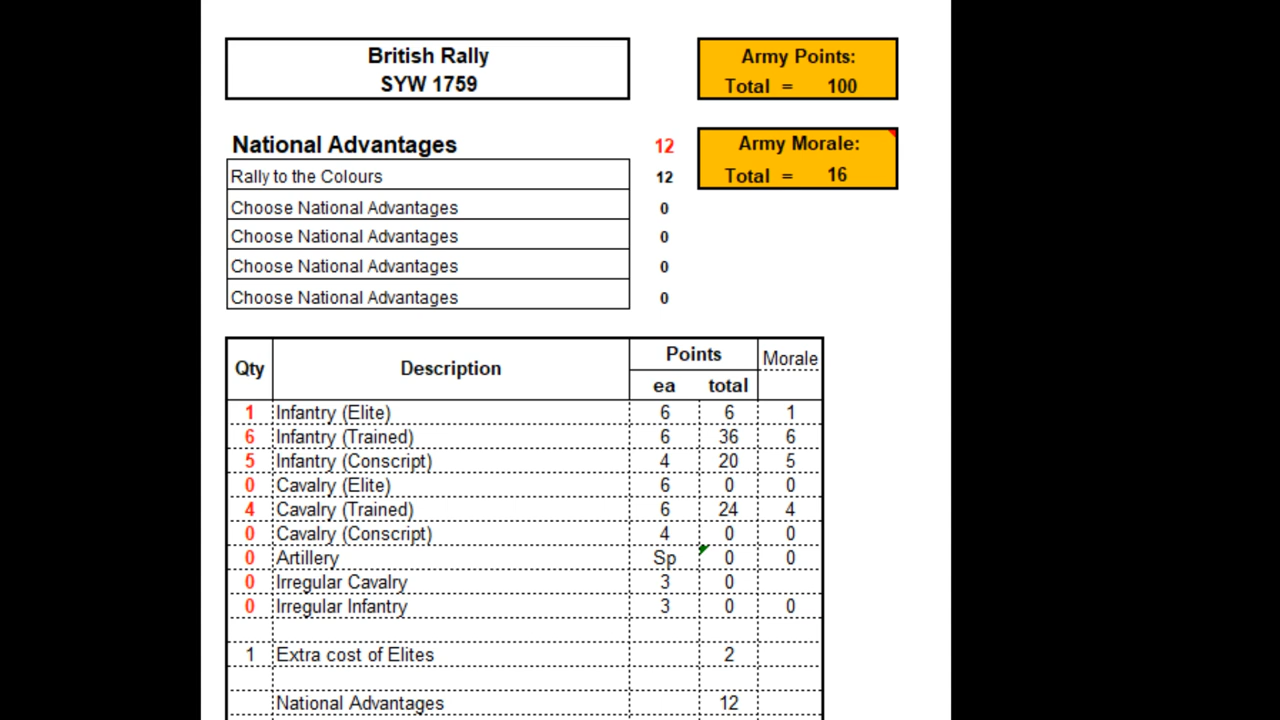 British Rally
SYW 1759
Army Points:
Total = 100
National Advantages 12
Army Morale:
Total = 16
Rally to the Colours 12
Choose National Advantages 0
Choose National Advantages 0
Choose National Advantages 0
Choose National Advantages 0
Qty Description Points Morale
ea total
1 Infantry (Elite) 6 6 1
6 Infantry (Trained) 6 36 6
5 Infantry (Conscript) 4 20 5
0 Cavalry (Elite) 6 0 0
4 Cavalry (Trained) 6 24 4
0 Cavalry (Conscript) 4 0 0
0 Artillery Sp 0 0
0 Irregular Cavalry 3 0
0 Irregular Infantry 3 0 0
1 Extra cost of Elites 2
National Advantages 12